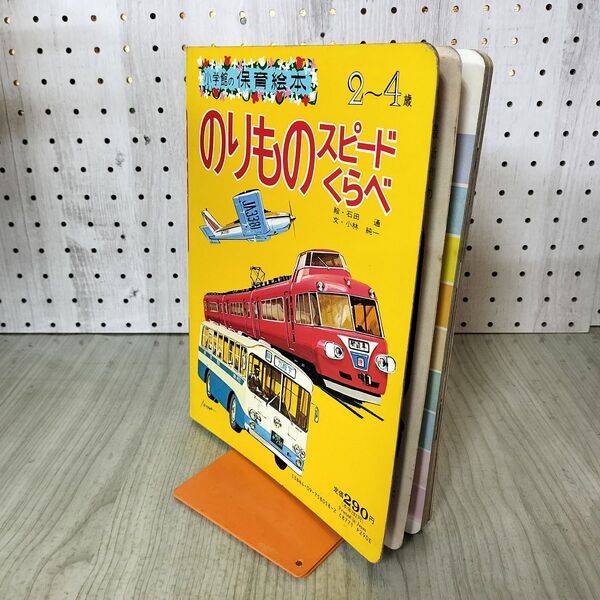 小学館の保育絵本
2〜4歳
のりもの
スピード
くらべ
絵・石田 通
文・小林 純一
JA3381
定価290円